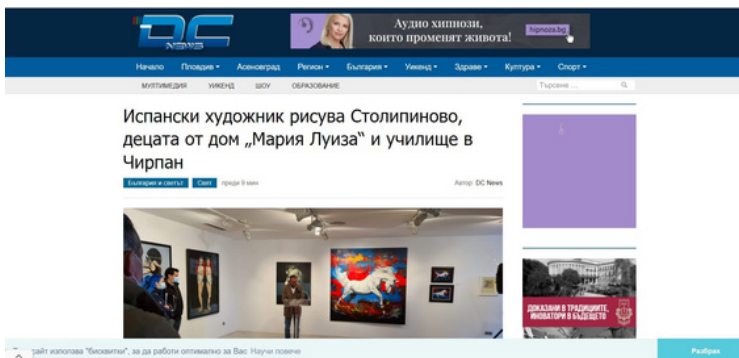 DC
NEWS
Аудио хипнози,
които променят живота!
hipnoza.bg
Начало Пловдив Асеновград Регион България Уикенд Здраве Култура Спорт
МУЛТИМЕДИЯ УИКЕНД ШОУ ОБРАЗОВАНИЕ Търсене ...
Испански художник рисува Столипиново,
децата от дом „Мария Луиза“ и училище в
Чирпан
България и светът Свят преди 9 мин Автор: DC News
ДОКАЗАНИ В ТРАДИЦИИТЕ,
ИНОВАТОРИ В БЪДЕЩЕТО
сайт използва "бисквитки", за да работи оптимално за Вас Научи повече
Разбрах